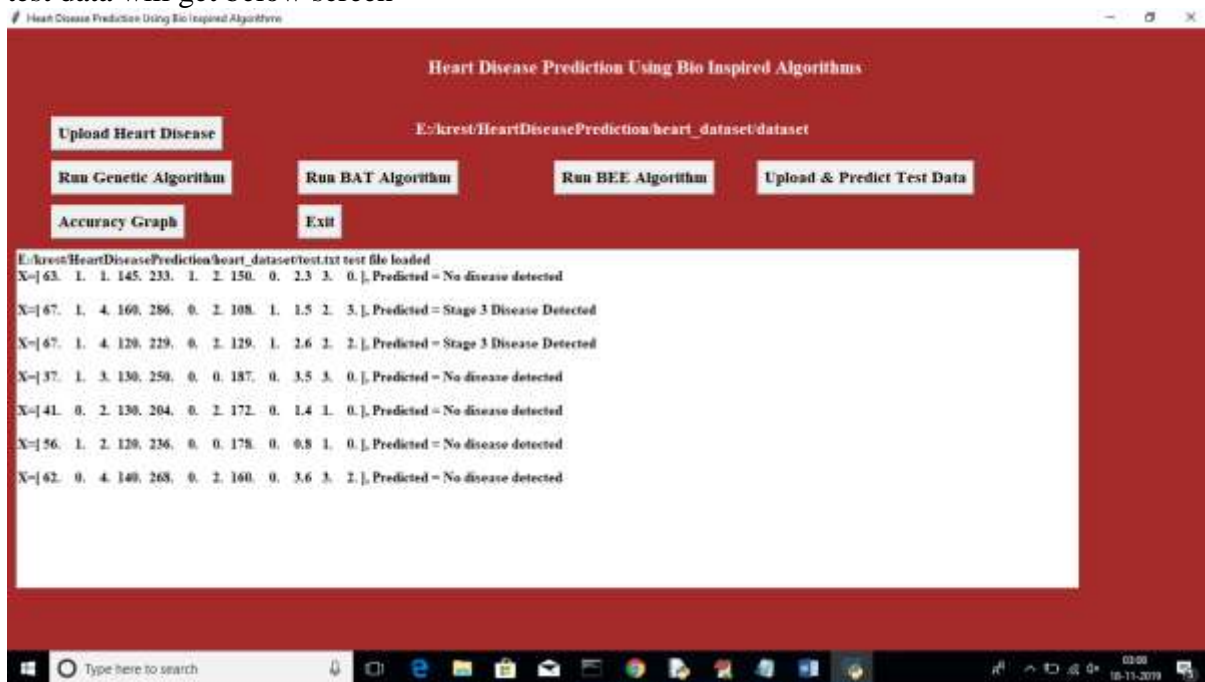 test data will get below screen
Heart Disease Prediction Using Bio Inspired Algorithms
Heart Disease Prediction Using Bio Inspired Algorithms
Upload Heart Disease
E:/krest/HeartDiseasePrediction/heart_dataset/dataset
Run Genetic Algorithm Run BAT Algorithm Run BEE Algorithm Upload & Predict Test Data
Accuracy Graph Exit
E:/krest/HeartDiseasePrediction/heart_dataset/test.txt test file loaded
X=[ 63. 1. 1. 145. 233. 1. 2. 150. 0. 2.3 3. 0. ], Predicted = No disease detected
X=[ 67. 1. 4. 160. 286. 0. 2. 108. 1. 1.5 2. 3. ], Predicted = Stage 3 Disease Detected
X=[ 67. 1. 4. 120. 229. 0. 2. 129. 1. 2.6 2. 2. ], Predicted = Stage 3 Disease Detected
X=[ 37. 1. 3. 130. 250. 0. 0. 187. 0. 3.5 3. 0. ], Predicted = No disease detected
X=[ 41. 0. 2. 130. 204. 0. 2. 172. 0. 1.4 1. 0. ], Predicted = No disease detected
X=[ 56. 1. 2. 120. 236. 0. 0. 178. 0. 0.8 1. 0. ], Predicted = No disease detected
X=[ 62. 0. 4. 140. 268. 0. 2. 160. 0. 3.6 3. 2. ], Predicted = No disease detected
Type here to search
18-11-2019